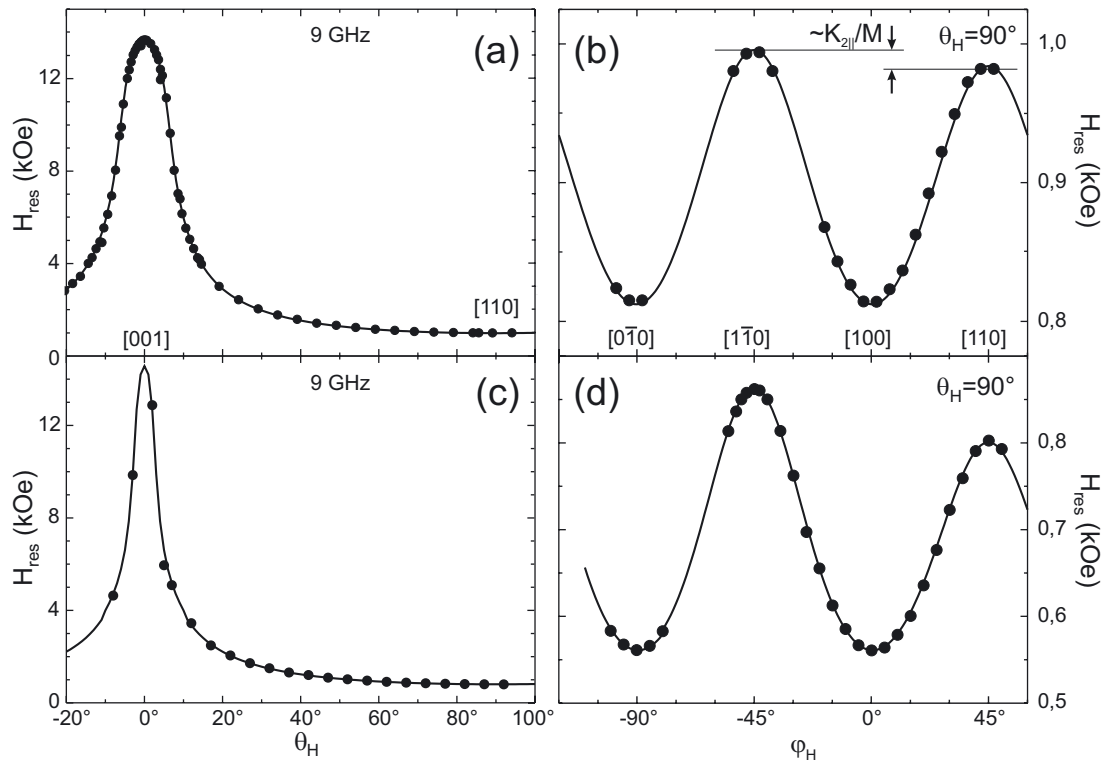 9 GHz
(a)
H_res (kOe)
12
8
4
0
[001]
[110]
(b)
~K_2||/M
θ_H=90°
1,0
0,9
0,8
H_res (kOe)
[01̄0]
[11̄0]
[100]
[110]
9 GHz
(c)
H_res (kOe)
12
8
4
0
-20°
0°
20°
40°
60°
80°
100°
θ_H
(d)
θ_H=90°
0,8
0,7
0,6
0,5
H_res (kOe)
-90°
-45°
0°
45°
φ_H